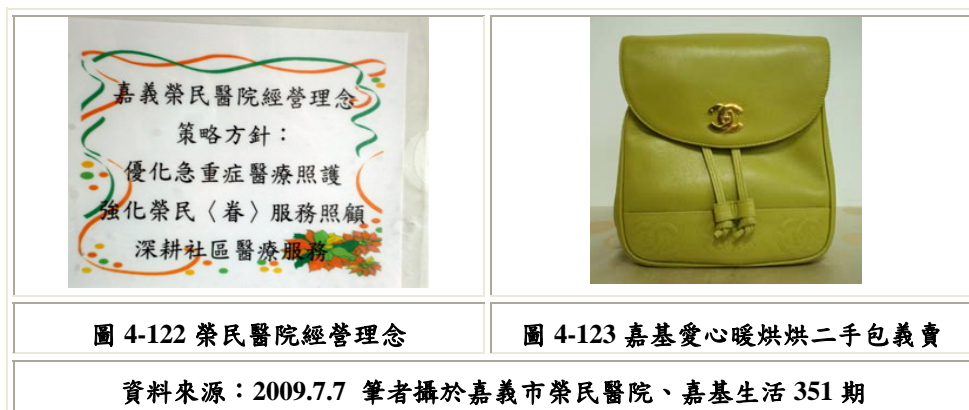 嘉義榮民醫院經營理念
策略方針：
優化急重症醫療照護
強化榮民〈眷〉服務照顧
深耕社區醫療服務
圖 4-122 榮民醫院經營理念
圖 4-123 嘉基愛心暖烘烘二手包義賣
資料來源：2009.7.7 筆者攝於嘉義市榮民醫院、嘉基生活 351 期